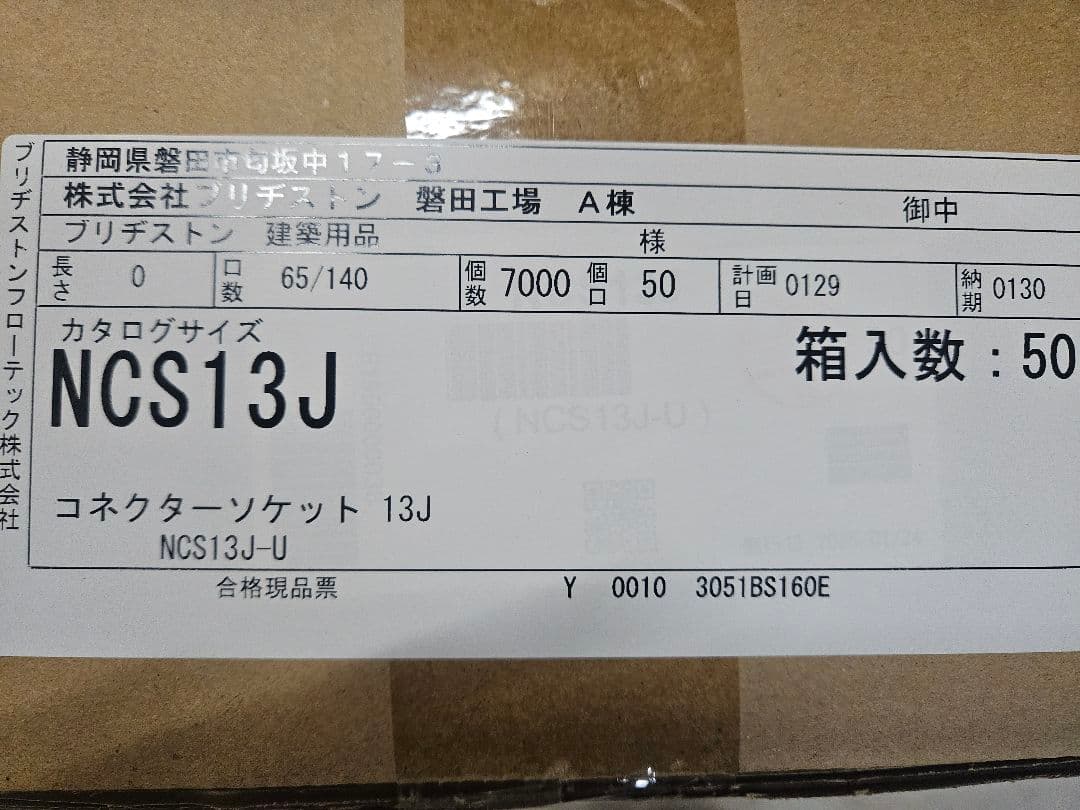 ブリヂストンフローテック株式会社
静岡県磐田市匂坂中17-3
株式会社ブリヂストン 磐田工場 A棟 御中
ブリヂストン 建築用品 様
長さ 0 口数 65/140 個数 7000 個口 50 計画日 0129 納期 0130
カタログサイズ
箱入数:50
NCS13J
(NCS13J-U)
コネクターソケット 13J
NCS13J-U
合格現品票 Y 0010 3051BS160E